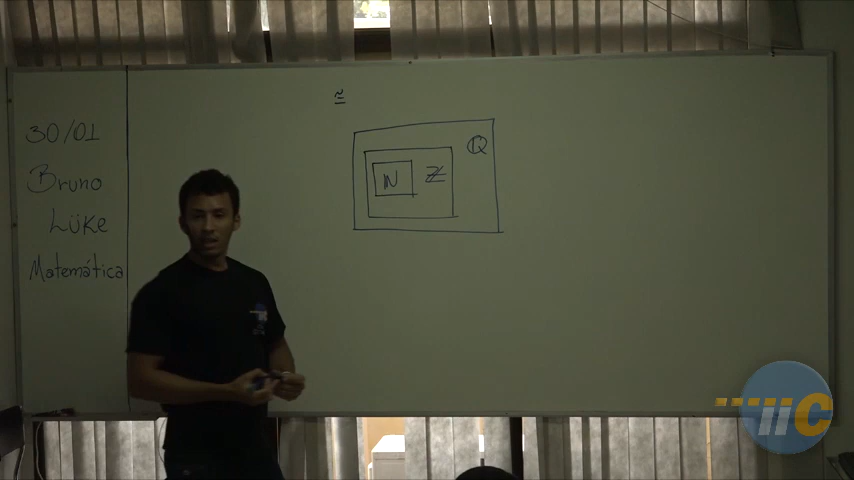 30/01
Bruno
Lüke
Matemática
≅
ℕ ℤ ℚ
iiC